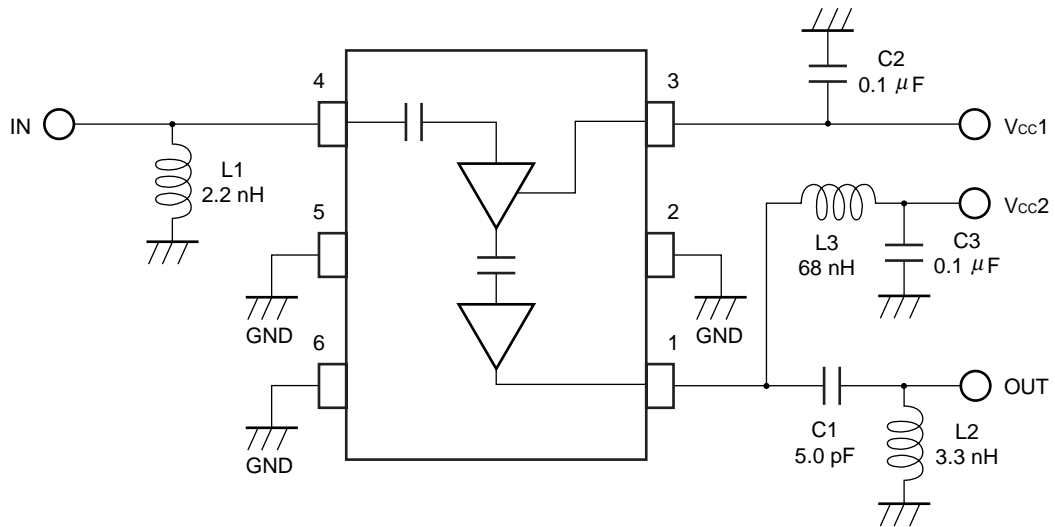 C2
0.1 μF
4
3
IN
Vcc1
L1
2.2 nH
5
2
Vcc2
L3
68 nH
C3
0.1 μF
GND
GND
6
1
OUT
GND
C1
5.0 pF
L2
3.3 nH